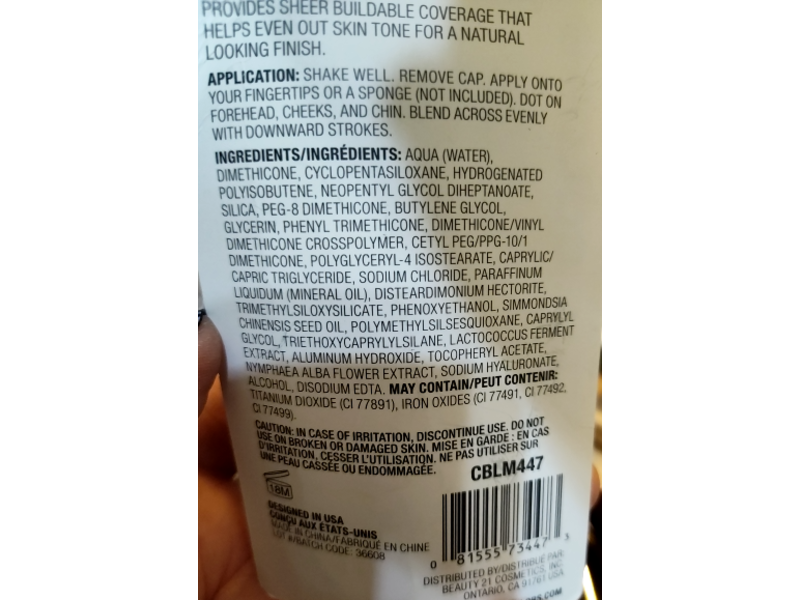 PROVIDES SHEER BUILDABLE COVERAGE THAT
HELPS EVEN OUT SKIN TONE FOR A NATURAL
LOOKING FINISH.
APPLICATION: SHAKE WELL. REMOVE CAP. APPLY ONTO
YOUR FINGERTIPS OR A SPONGE (NOT INCLUDED). DOT ON
FOREHEAD, CHEEKS, AND CHIN. BLEND ACROSS EVENLY
WITH DOWNWARD STROKES.
INGREDIENTS/INGRÉDIENTS: AQUA (WATER),
DIMETHICONE, CYCLOPENTASILOXANE, HYDROGENATED
POLYISOBUTENE, NEOPENTYL GLYCOL DIHEPTANOATE,
SILICA, PEG-8 DIMETHICONE, BUTYLENE GLYCOL,
GLYCERIN, PHENYL TRIMETHICONE, DIMETHICONE/VINYL
DIMETHICONE CROSSPOLYMER, CETYL PEG/PPG-10/1
DIMETHICONE, POLYGLYCERYL-4 ISOSTEARATE, CAPRYLIC/
CAPRIC TRIGLYCERIDE, SODIUM CHLORIDE, PARAFFINUM
LIQUIDUM (MINERAL OIL), DISTEARDIMONIUM HECTORITE,
TRIMETHYLSILOXYSILICATE, PHENOXYETHANOL, SIMMONDSIA
CHINENSIS SEED OIL, POLYMETHYLSILSESQUIOXANE, CAPRYLYL
GLYCOL, TRIETHOXYCAPRYLYLSILANE, LACTOCOCCUS FERMENT
EXTRACT, ALUMINUM HYDROXIDE, TOCOPHERYL ACETATE,
NYMPHAEA ALBA FLOWER EXTRACT, SODIUM HYALURONATE,
ALCOHOL, DISODIUM EDTA. MAY CONTAIN/PEUT CONTENIR:
TITANIUM DIOXIDE (CI 77891), IRON OXIDES (CI 77491, CI 77492,
CI 77499).
CAUTION: IN CASE OF IRRITATION, DISCONTINUE USE. DO NOT
USE ON BROKEN OR DAMAGED SKIN. MISE EN GARDE : EN CAS
D'IRRITATION, CESSER L'UTILISATION. NE PAS UTILISER SUR
UNE PEAU CASSÉE OU ENDOMMAGÉE.
CBLM447
18M
DESIGNED IN USA
CONÇU AUX ÉTATS-UNIS
MADE IN CHINA/FABRIQUÉ EN CHINE
LOT #/BATCH CODE: 36608
0 81555 73447 3
DISTRIBUTED BY/DISTRIBUÉ PAR:
BEAUTY 21 COSMETICS, INC.
ONTARIO, CA 91761 USA